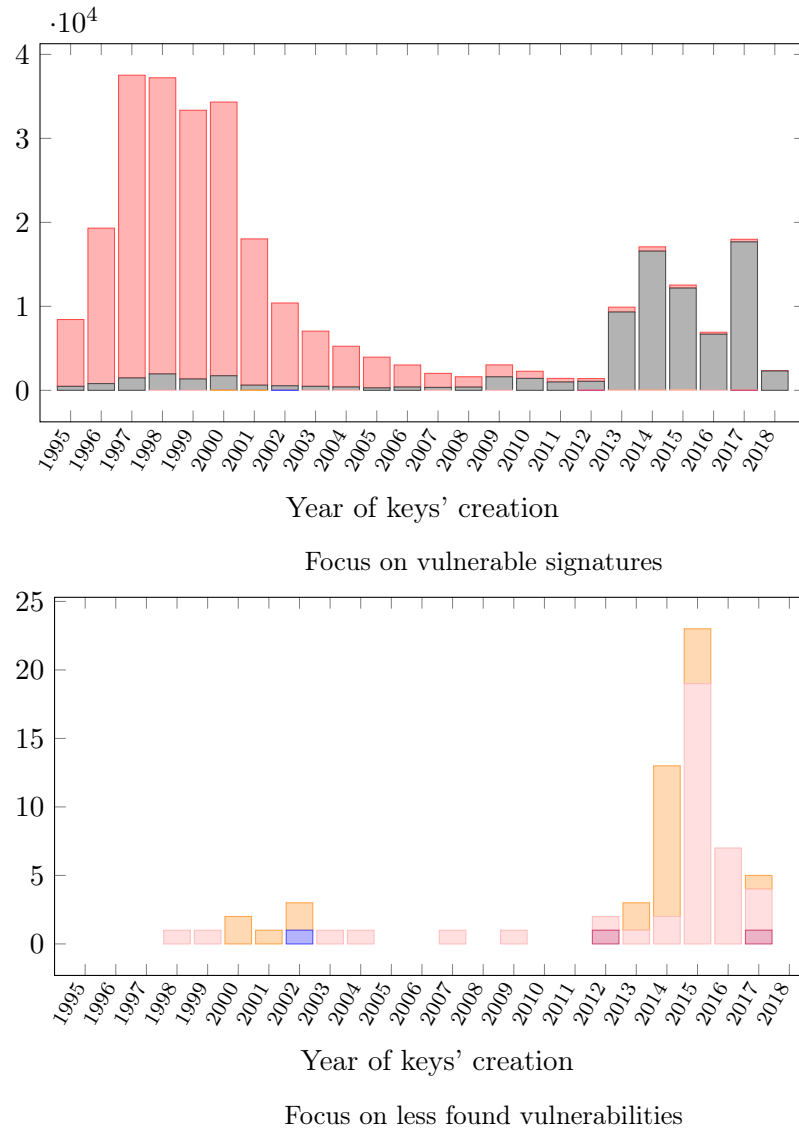 ·10⁴
4
3
2
1
0
1995 1996 1997 1998 1999 2000 2001 2002 2003 2004 2005 2006 2007 2008 2009 2010 2011 2012 2013 2014 2015 2016 2017 2018
Year of keys’ creation
Focus on vulnerable signatures
25
20
15
10
5
0
1995 1996 1997 1998 1999 2000 2001 2002 2003 2004 2005 2006 2007 2008 2009 2010 2011 2012 2013 2014 2015 2016 2017 2018
Year of keys’ creation
Focus on less found vulnerabilities